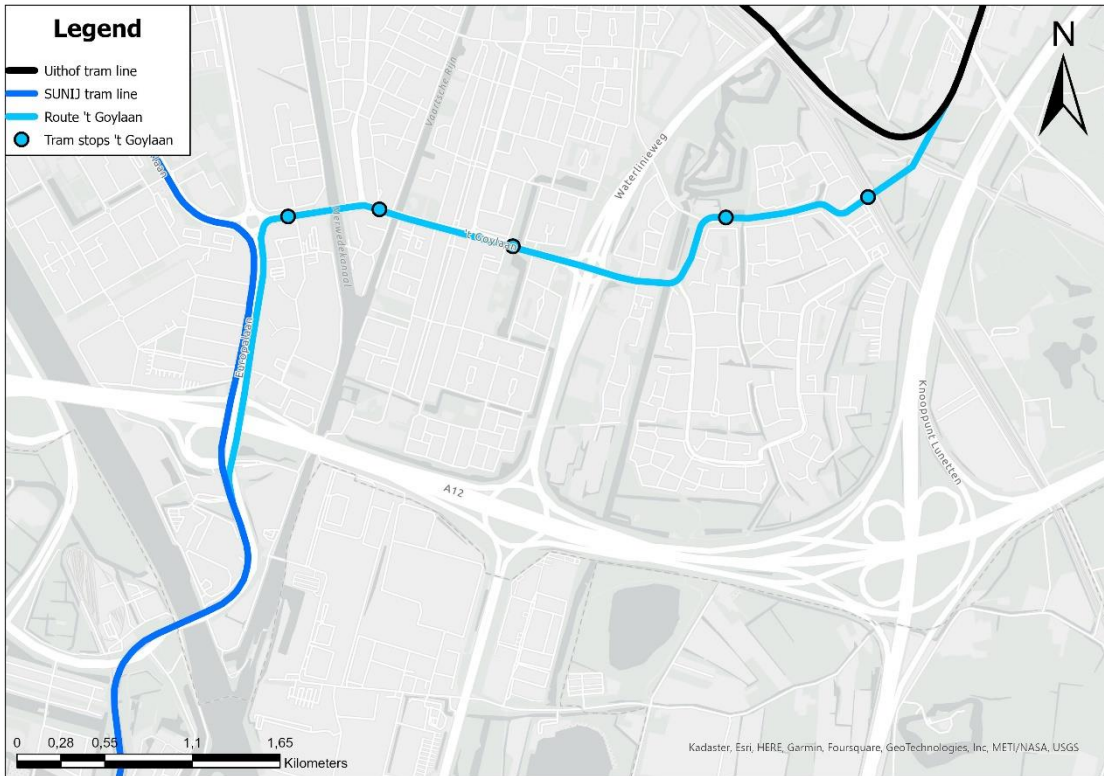 Legend
Uithof tram line
SUNIJ tram line
Route 't Goylaan
Tram stops 't Goylaan
N
Vaartsche Rijn
Waterlinieweg
Merwedekanaal
't Goylaan
Europalaan
Knooppunt Lunetten
A12
0 0,28 0,55 1,1 1,65
Kilometers
Kadaster, Esri, HERE, Garmin, Foursquare, GeoTechnologies, Inc, METI/NASA, USGS